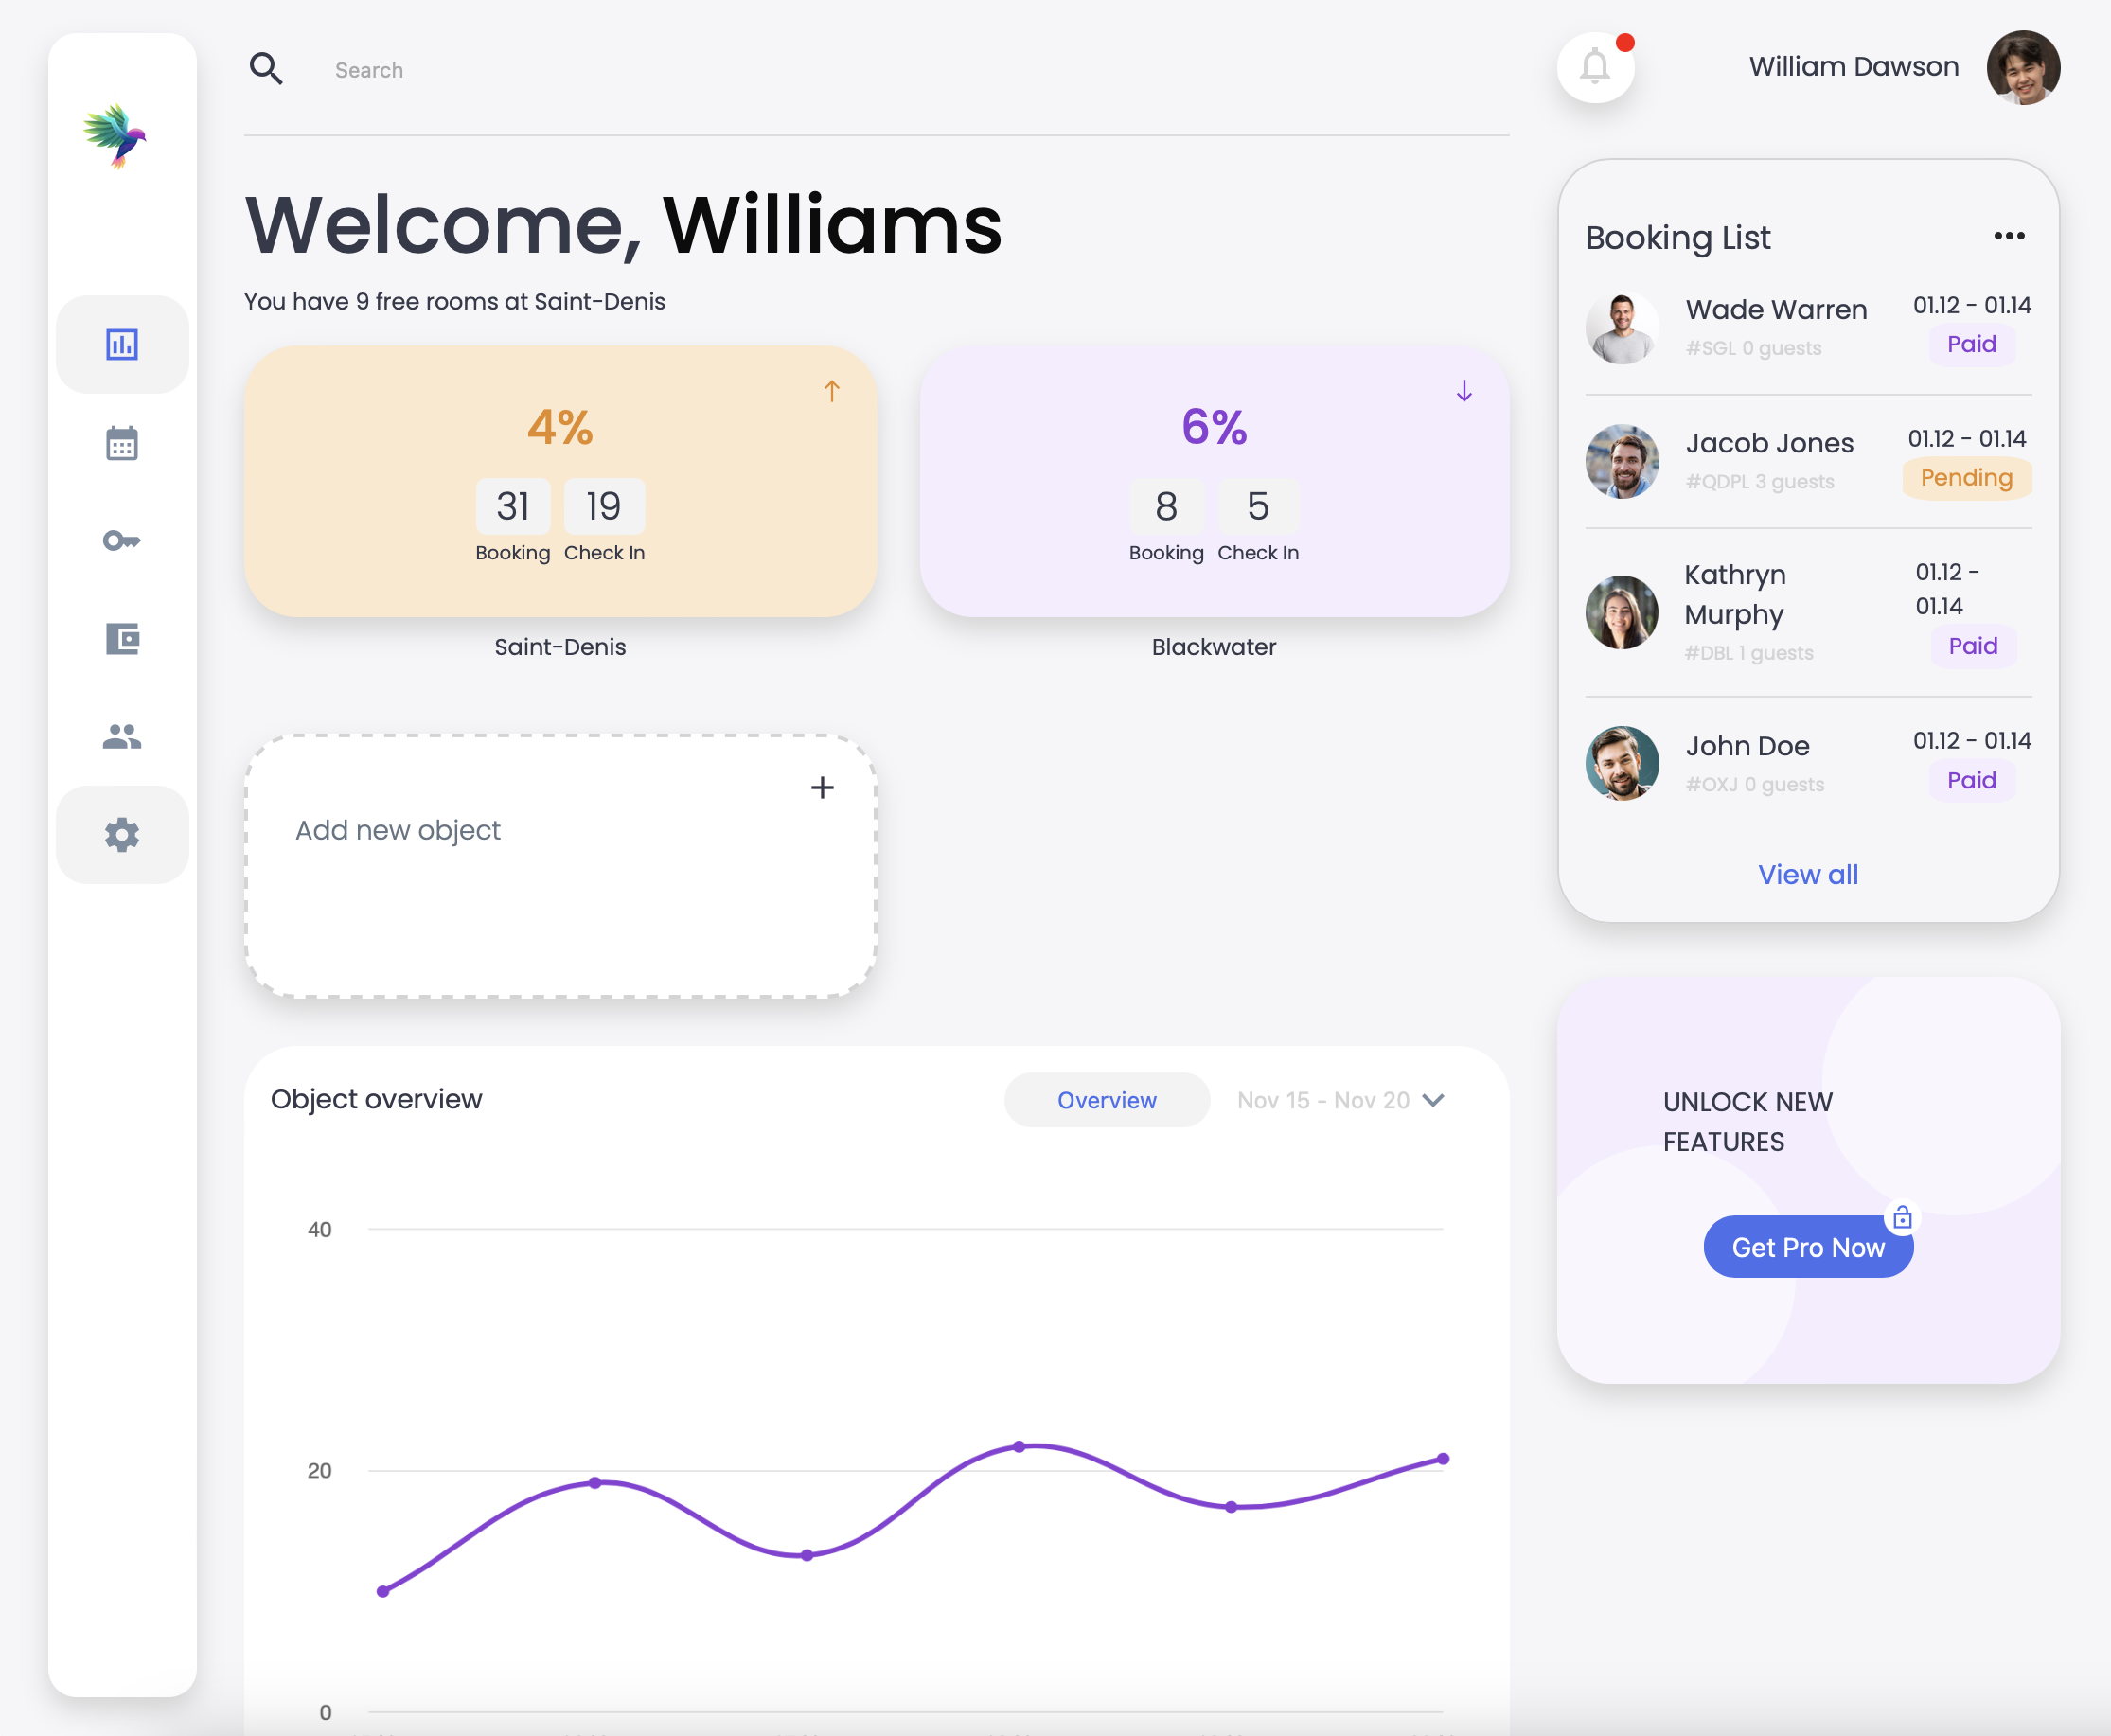 Search
William Dawson
Welcome, Williams
You have 9 free rooms at Saint-Denis
4%
31
19
Booking
Check In
Saint-Denis
6%
8
5
Booking
Check In
Blackwater
Add new object
Object overview
Overview
Nov 15 - Nov 20
40
20
0
Booking List
Wade Warren
#SGL 0 guests
01.12 - 01.14
Paid
Jacob Jones
#QDPL 3 guests
01.12 - 01.14
Pending
Kathryn
Murphy
#DBL 1 guests
01.12 -
01.14
Paid
John Doe
#OXJ 0 guests
01.12 - 01.14
Paid
View all
UNLOCK NEW
FEATURES
Get Pro Now